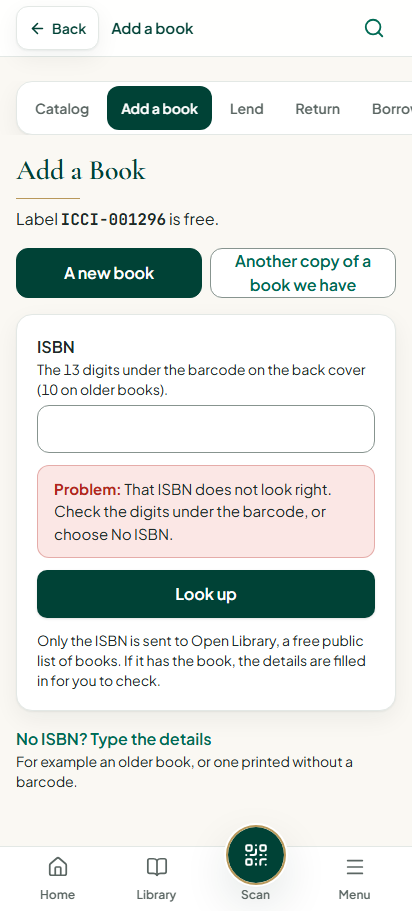 Back
Add a book
Catalog
Add a book
Lend
Return
Borrov
Add a Book
Label ICCI-001296 is free.
A new book
Another copy of a
book we have
ISBN
The 13 digits under the barcode on the back cover
(10 on older books).
Problem: That ISBN does not look right.
Check the digits under the barcode, or
choose No ISBN.
Look up
Only the ISBN is sent to Open Library, a free public
list of books. If it has the book, the details are filled
in for you to check.
No ISBN? Type the details
For example an older book, or one printed without a
barcode.
Home
Library
Scan
Menu